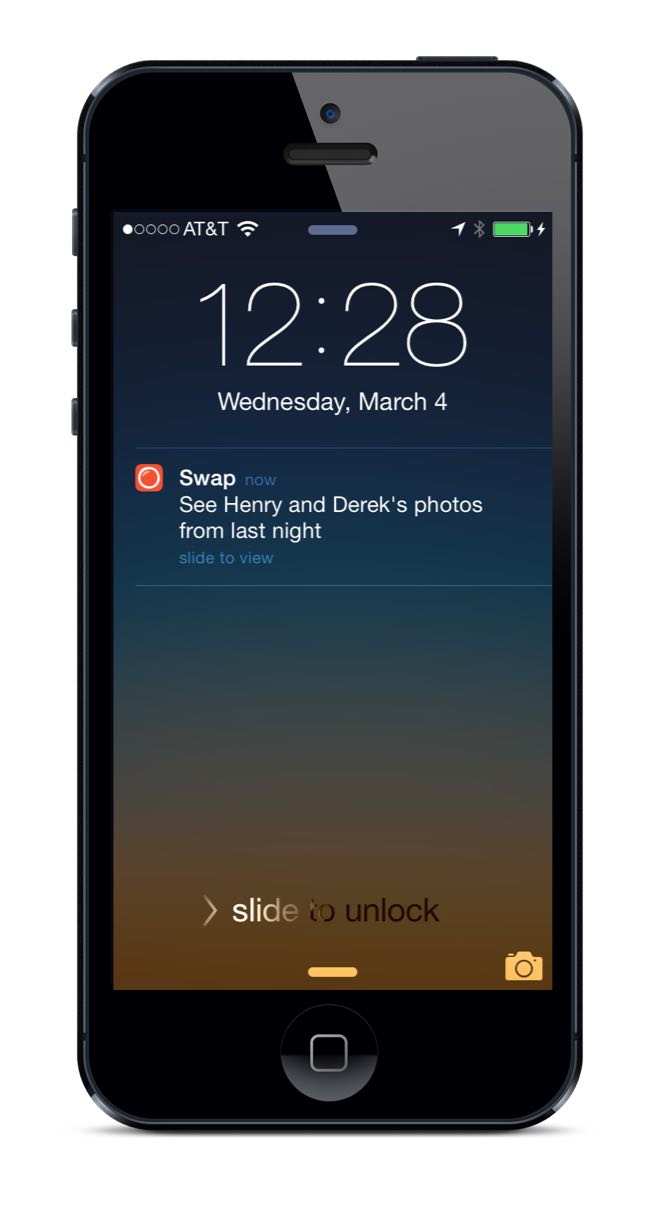 AT&T
12:28
Wednesday, March 4
Swap now
See Henry and Derek's photos
from last night
slide to view
slide to unlock